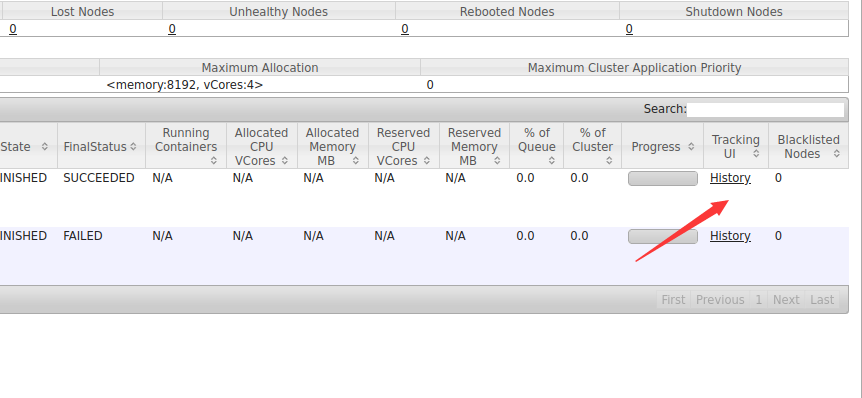 Lost Nodes Unhealthy Nodes Rebooted Nodes Shutdown Nodes
0 0 0 0
Maximum Allocation Maximum Cluster Application Priority
<memory:8192, vCores:4> 0
Search:
State FinalStatus Running Containers Allocated CPU VCores Allocated Memory MB Reserved CPU VCores Reserved Memory MB % of Queue % of Cluster Progress Tracking UI Blacklisted Nodes
INISHED SUCCEEDED N/A N/A N/A N/A N/A 0.0 0.0 History 0
INISHED FAILED N/A N/A N/A N/A N/A 0.0 0.0 History 0
First Previous 1 Next Last